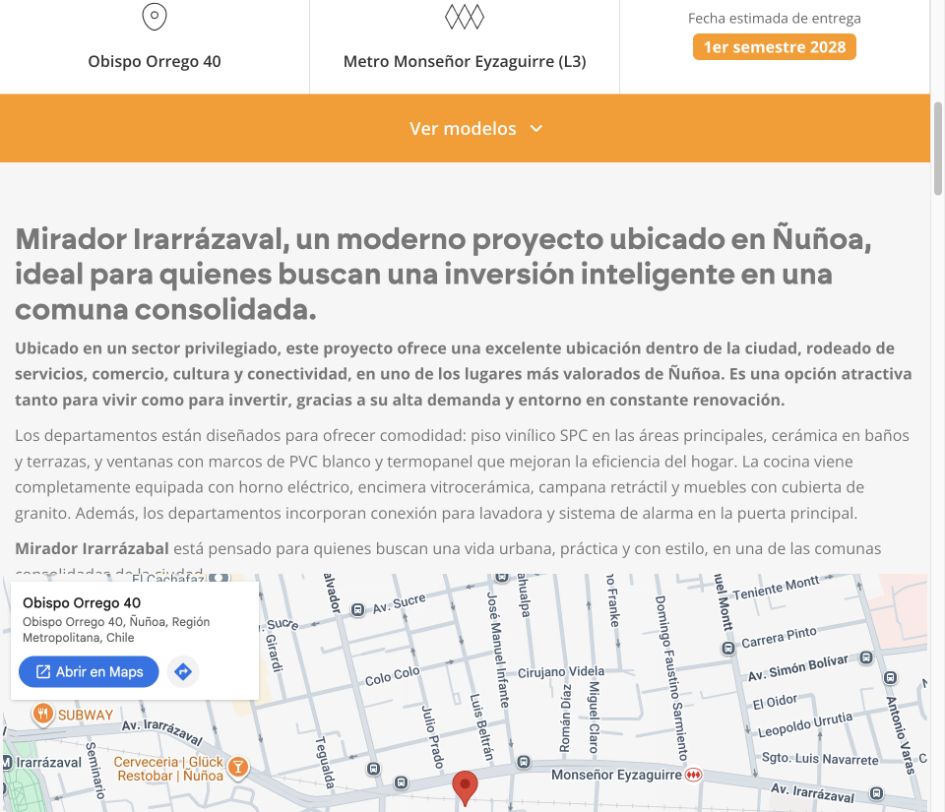 Obispo Orrego 40
Metro Monseñor Eyzaguirre (L3)
Fecha estimada de entrega
1er semestre 2028
Ver modelos
Mirador Irarrázaval, un moderno proyecto ubicado en Ñuñoa,
ideal para quienes buscan una inversión inteligente en una
comuna consolidada.
Ubicado en un sector privilegiado, este proyecto ofrece una excelente ubicación dentro de la ciudad, rodeado de
servicios, comercio, cultura y conectividad, en uno de los lugares más valorados de Ñuñoa. Es una opción atractiva
tanto para vivir como para invertir, gracias a su alta demanda y entorno en constante renovación.
Los departamentos están diseñados para ofrecer comodidad: piso vinílico SPC en las áreas principales, cerámica en baños
y terrazas, y ventanas con marcos de PVC blanco y termopanel que mejoran la eficiencia del hogar. La cocina viene
completamente equipada con horno eléctrico, encimera vitrocerámica, campana retráctil y muebles con cubierta de
granito. Además, los departamentos incorporan conexión para lavadora y sistema de alarma en la puerta principal.
Mirador Irarrázabal está pensado para quienes buscan una vida urbana, práctica y con estilo, en una de las comunas
consolidadas de la ciudad.
El Cachafaz
Obispo Orrego 40
Obispo Orrego 40, Ñuñoa, Región
Metropolitana, Chile
Abrir en Maps
alvador
Av. Sucre
. Sucre
Girardi
Colo Colo
José Manuel Infante
ahualpa
Cirujano Videla
Luis Beltrán
Julio Prado
Román Díaz
Miguel Claro
o Franke
Domingo Faustino Sarmiento
uel Montt
Teniente Montt
Carrera Pinto
Av. Simón Bolívar
El Oidor
Leopoldo Urrutia
Sgto. Luis Navarrete
Antonio Varas
SUBWAY
Av. Irarrázaval
Irarrázaval
Seminario
Cervecería | Glück
Restobar | Ñuñoa
Tegualda
Monseñor Eyzaguirre
Av. Irarrázaval